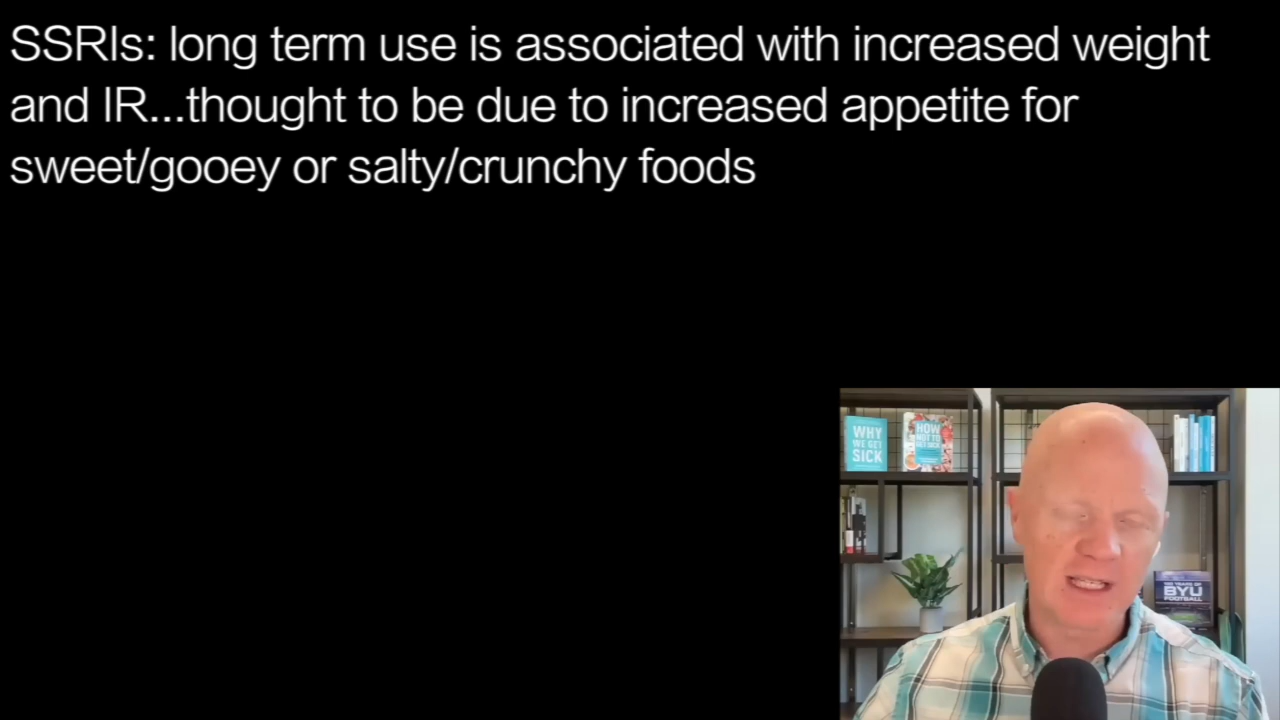 SSRIs: long term use is associated with increased weight
and IR...thought to be due to increased appetite for
sweet/gooey or salty/crunchy foods
WHY
WE GET
SICK
HOW
NOT TO
GET SICK
BYU
FOOTBALL